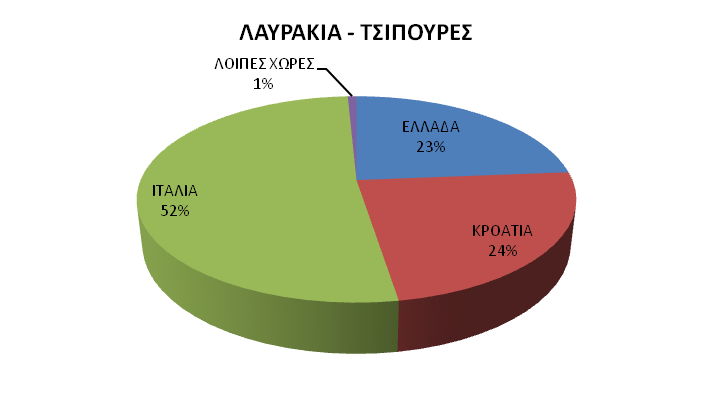 ΛΑΥΡΑΚΙΑ - ΤΣΙΠΟΥΡΕΣ
ΛΟΙΠΕΣ ΧΩΡΕΣ
1%
ΕΛΛΑΔΑ
23%
ΙΤΑΛΙΑ
52%
ΚΡΟΑΤΙΑ
24%